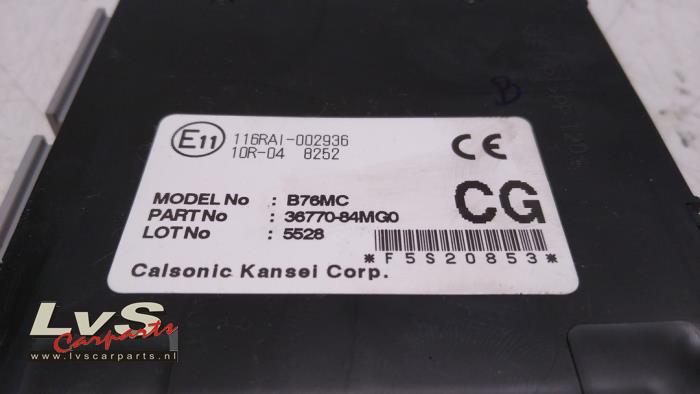 E11
116RAI-002936
10R-04 8252
CE
MODEL No : B76MC
PART No : 36770-84MG0
LOT No : 5528
CG
*F5S20853*
Calsonic Kansei Corp.
B
LvS
Carparts
www.lvscarparts.nl